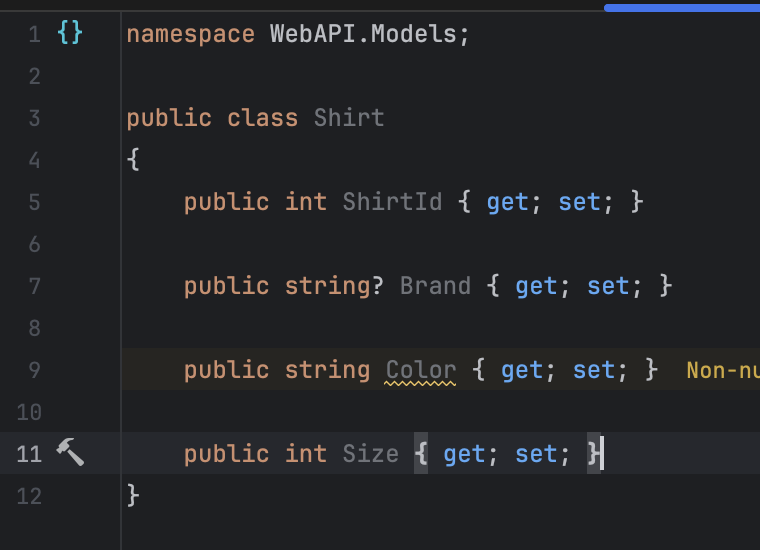 1 {} namespace WebAPI.Models;
2
3 public class Shirt
4 {
5 public int ShirtId { get; set; }
6
7 public string? Brand { get; set; }
8
9 public string Color { get; set; } Non-nu
10
11 public int Size { get; set; }
12 }